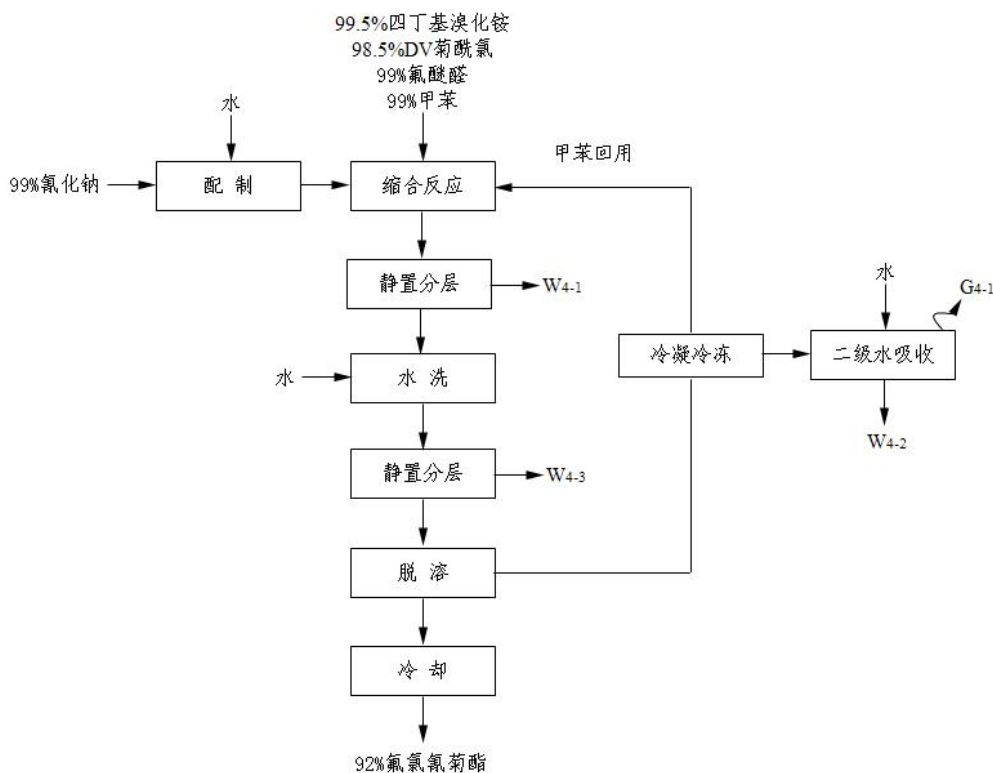 99.5%四丁基溴化铵
98.5%DV菊酰氯
99%氟醚醛
99%甲苯
水
甲苯回用
99%氰化钠
配 制
缩合反应
静置分层
W4-1
水
G4-1
冷凝冷冻
二级水吸收
水
水 洗
W4-2
静置分层
W4-3
脱 溶
冷 却
92%氟氯氰菊酯